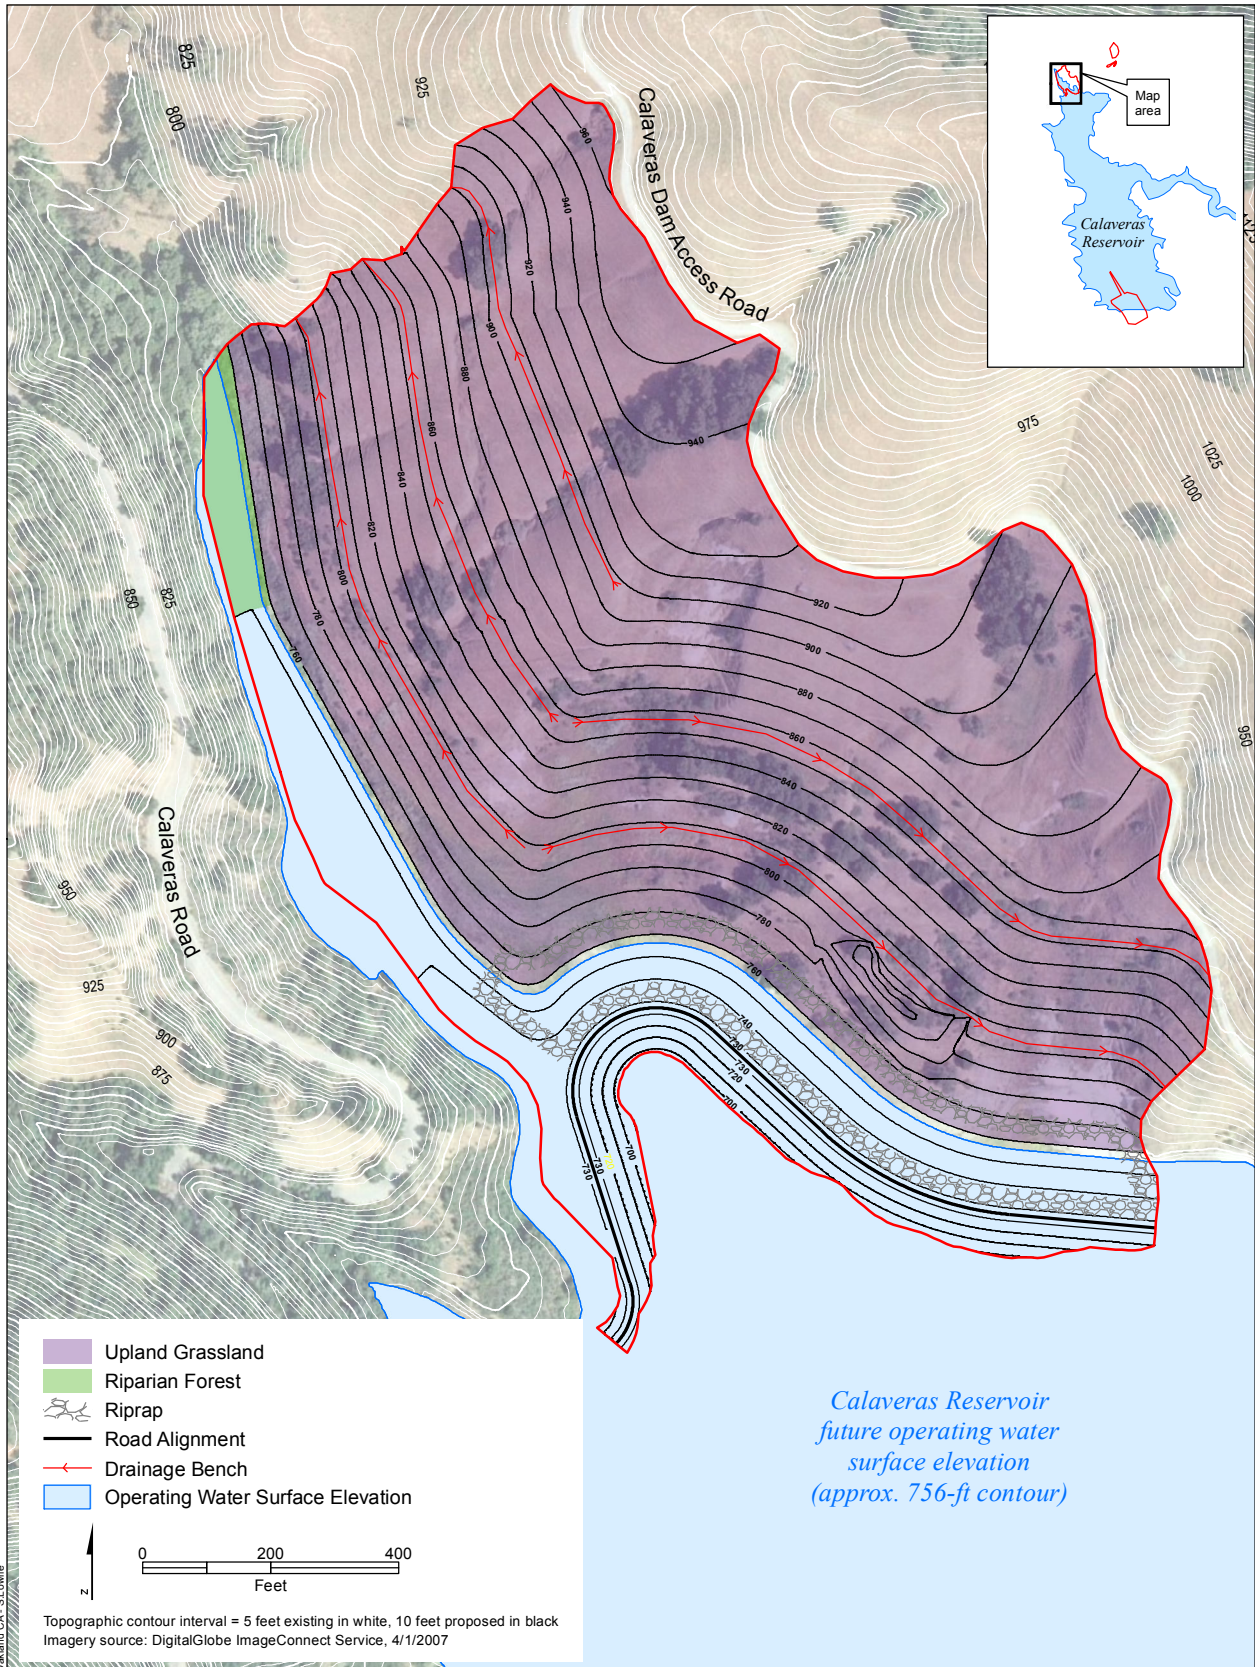 825
800
925
Calaveras Dam Access Road
Map
area
Calaveras
Reservoir
960
940
920
900
880
860
840
820
800
780
760
940
975
1025
1000
920
900
880
860
840
820
800
780
760
740
730
730
720
700
700
730
730
850
825
950
Calaveras Road
950
925
900
875
Calaveras Reservoir
future operating water
surface elevation
(approx. 756-ft contour)
Upland Grassland
Riparian Forest
Riprap
Road Alignment
Drainage Bench
Operating Water Surface Elevation
z
0 200 400
Feet
Topographic contour interval = 5 feet existing in white, 10 feet proposed in black
Imagery source: DigitalGlobe ImageConnect Service, 4/1/2007